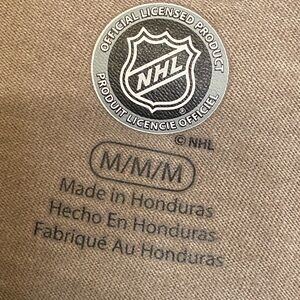 OFFICIAL LICENSED PRODUCT
NHL
®
PRODUIT LICENCIÉ OFFICIEL
© NHL
M/M/M
Made in Honduras
Hecho En Honduras
Fabriqué Au Honduras